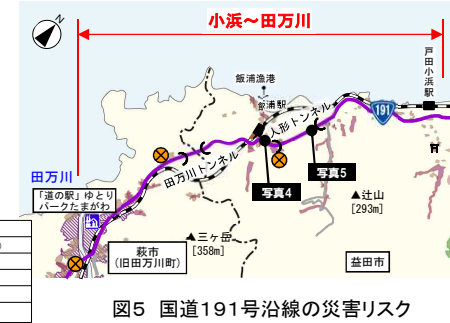 小浜～田万川
戸田小浜駅
飯浦漁港
飯浦駅
191
人形トンネル
田万川トンネル
写真5
写真4
田万川
「道の駅」ゆとり
パークたまがわ
▲辻山
[293m]
▲三ヶ岳
[358m]
萩市
(旧田万川町)
益田市
図5 国道191号沿線の災害リスク